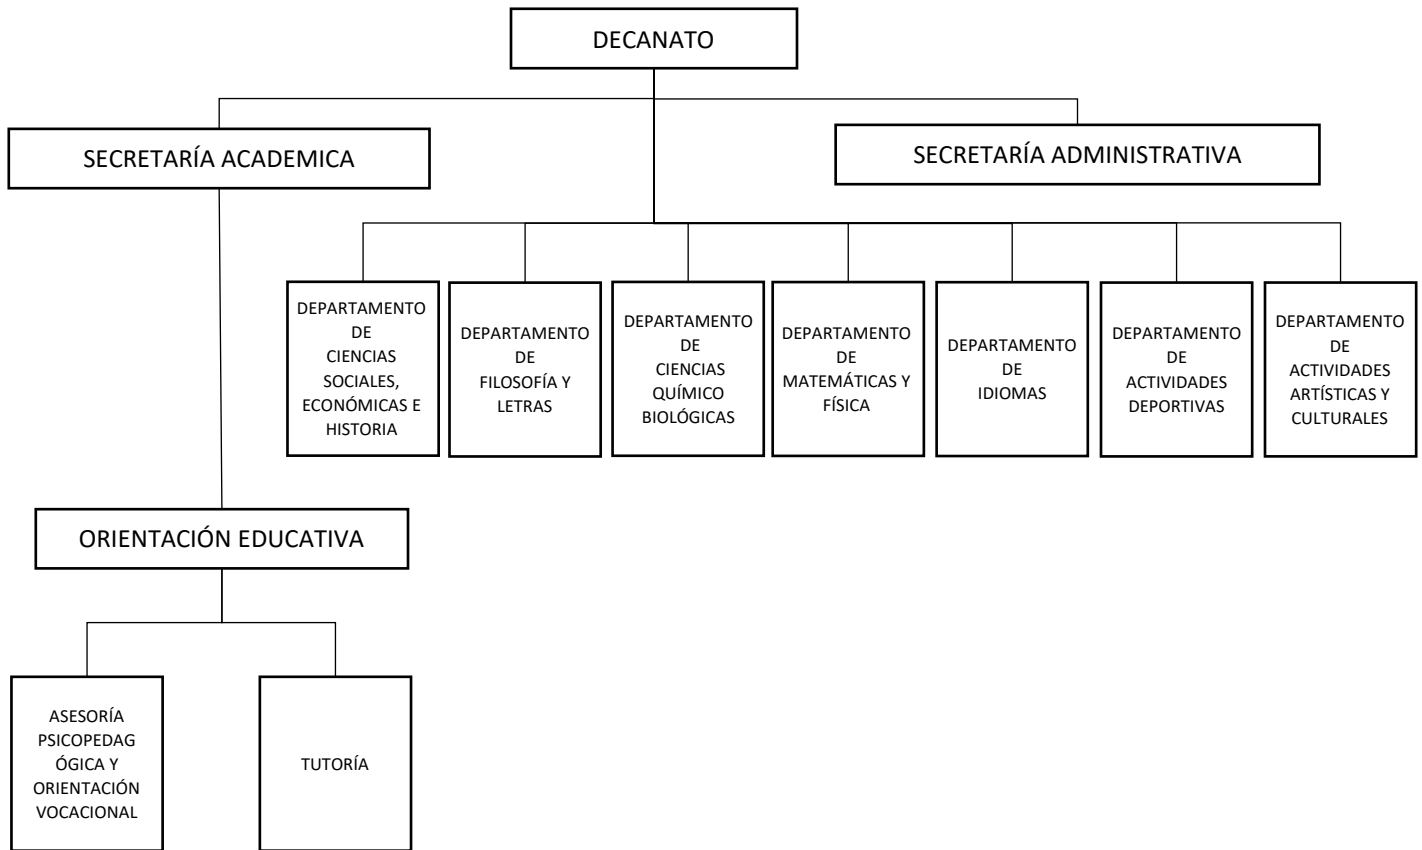 DECANATO
SECRETARÍA ACADEMICA
SECRETARÍA ADMINISTRATIVA
DEPARTAMENTO
DE
CIENCIAS
SOCIALES,
ECONÓMICAS E
HISTORIA
DEPARTAMENTO
DE
FILOSOFÍA Y
LETRAS
DEPARTAMENTO
DE
CIENCIAS
QUÍMICO
BIOLÓGICAS
DEPARTAMENTO
DE
MATEMÁTICAS Y
FÍSICA
DEPARTAMENTO
DE
IDIOMAS
DEPARTAMENTO
DE
ACTIVIDADES
DEPORTIVAS
DEPARTAMENTO
DE
ACTIVIDADES
ARTÍSTICAS Y
CULTURALES
ORIENTACIÓN EDUCATIVA
ASESORÍA
PSICOPEDAG
ÓGICA Y
ORIENTACIÓN
VOCACIONAL
TUTORÍA